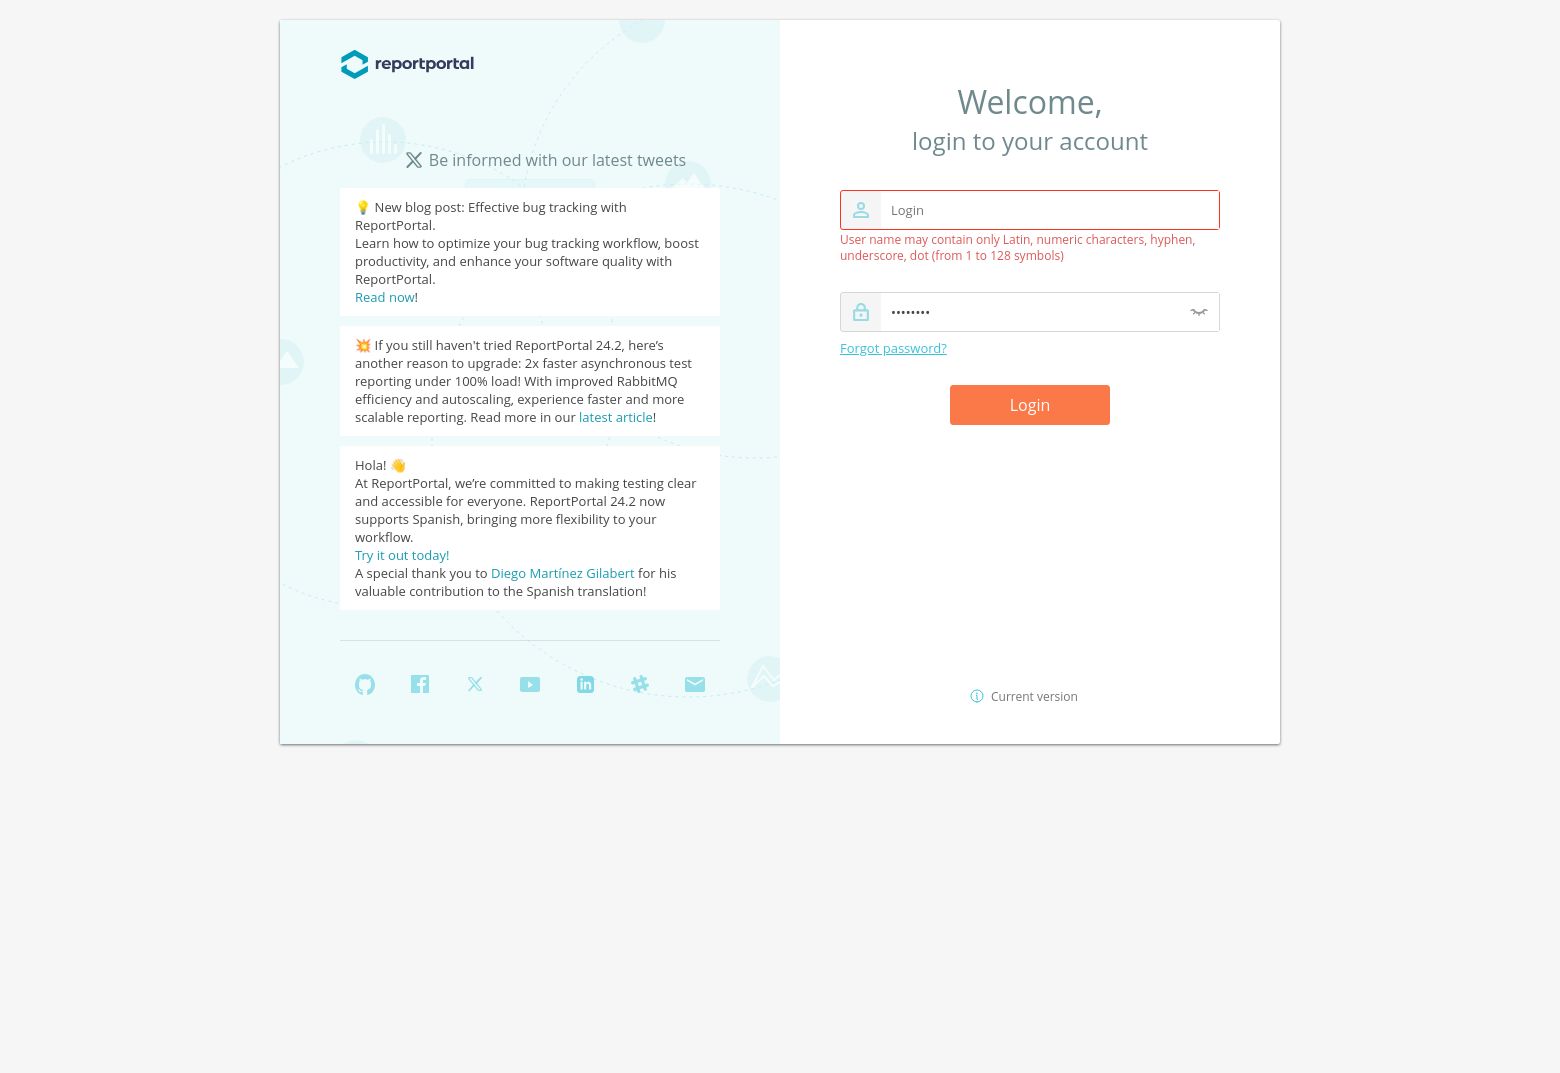 reportportal
Be informed with our latest tweets
💡 New blog post: Effective bug tracking with
ReportPortal.
Learn how to optimize your bug tracking workflow, boost
productivity, and enhance your software quality with
ReportPortal.
Read now!
💥 If you still haven't tried ReportPortal 24.2, here’s
another reason to upgrade: 2x faster asynchronous test
reporting under 100% load! With improved RabbitMQ
efficiency and autoscaling, experience faster and more
scalable reporting. Read more in our latest article!
Hola! 👋
At ReportPortal, we’re committed to making testing clear
and accessible for everyone. ReportPortal 24.2 now
supports Spanish, bringing more flexibility to your
workflow.
Try it out today!
A special thank you to Diego Martínez Gilabert for his
valuable contribution to the Spanish translation!
Welcome,
login to your account
Login
User name may contain only Latin, numeric characters, hyphen,
underscore, dot (from 1 to 128 symbols)
••••••••
Forgot password?
Login
Current version